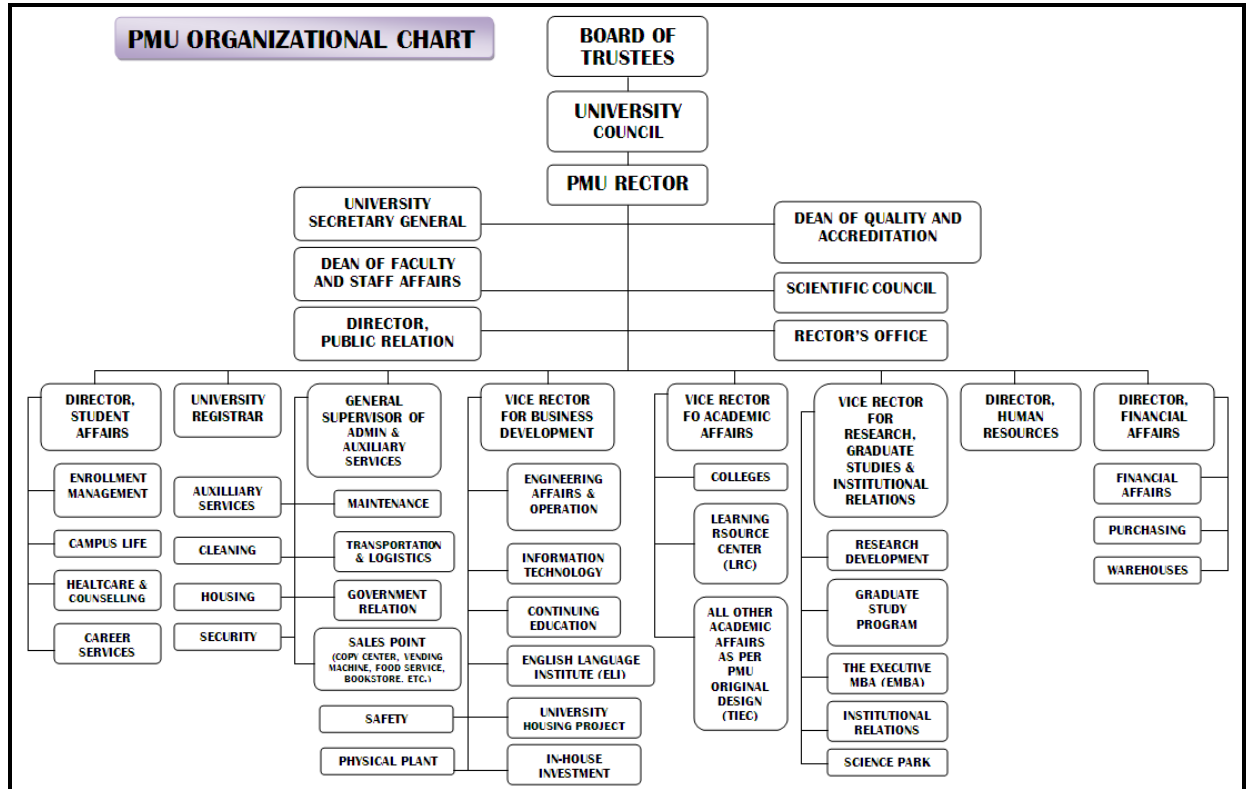 PMU ORGANIZATIONAL CHART
BOARD OF
TRUSTEES
UNIVERSITY
COUNCIL
PMU RECTOR
UNIVERSITY
SECRETARY GENERAL
DEAN OF QUALITY AND
ACCREDITATION
DEAN OF FACULTY
AND STAFF AFFAIRS
SCIENTIFIC COUNCIL
DIRECTOR,
PUBLIC RELATION
RECTOR'S OFFICE
DIRECTOR,
STUDENT
AFFAIRS
UNIVERSITY
REGISTRAR
GENERAL
SUPERVISOR OF
ADMIN &
AUXILIARY
SERVICES
VICE RECTOR
FOR BUSINESS
DEVELOPMENT
VICE RECTOR
FO ACADEMIC
AFFAIRS
VICE RECTOR
FOR
RESEARCH,
GRADUATE
STUDIES &
INSTITUTIONAL
RELATIONS
DIRECTOR,
HUMAN
RESOURCES
DIRECTOR,
FINANCIAL
AFFAIRS
ENROLLMENT
MANAGEMENT
CAMPUS LIFE
HEALTCARE &
COUNSELLING
CAREER
SERVICES
AUXILLIARY
SERVICES
CLEANING
HOUSING
SECURITY
MAINTENANCE
TRANSPORTATION
& LOGISTICS
GOVERNMENT
RELATION
SALES POINT
(COPY CENTER, VENDING
MACHINE, FOOD SERVICE,
BOOKSTORE, ETC.)
SAFETY
PHYSICAL PLANT
ENGINEERING
AFFAIRS &
OPERATION
INFORMATION
TECHNOLOGY
CONTINUING
EDUCATION
ENGLISH LANGUAGE
INSTITUTE (ELI)
UNIVERSITY
HOUSING PROJECT
IN-HOUSE
INVESTMENT
COLLEGES
LEARNING
RSOURCE
CENTER
(LRC)
ALL OTHER
ACADEMIC
AFFAIRS
AS PER
PMU
ORIGINAL
DESIGN
(TIEC)
RESEARCH
DEVELOPMENT
GRADUATE
STUDY
PROGRAM
THE EXECUTIVE
MBA (EMBA)
INSTITUTIONAL
RELATIONS
SCIENCE PARK
FINANCIAL
AFFAIRS
PURCHASING
WAREHOUSES